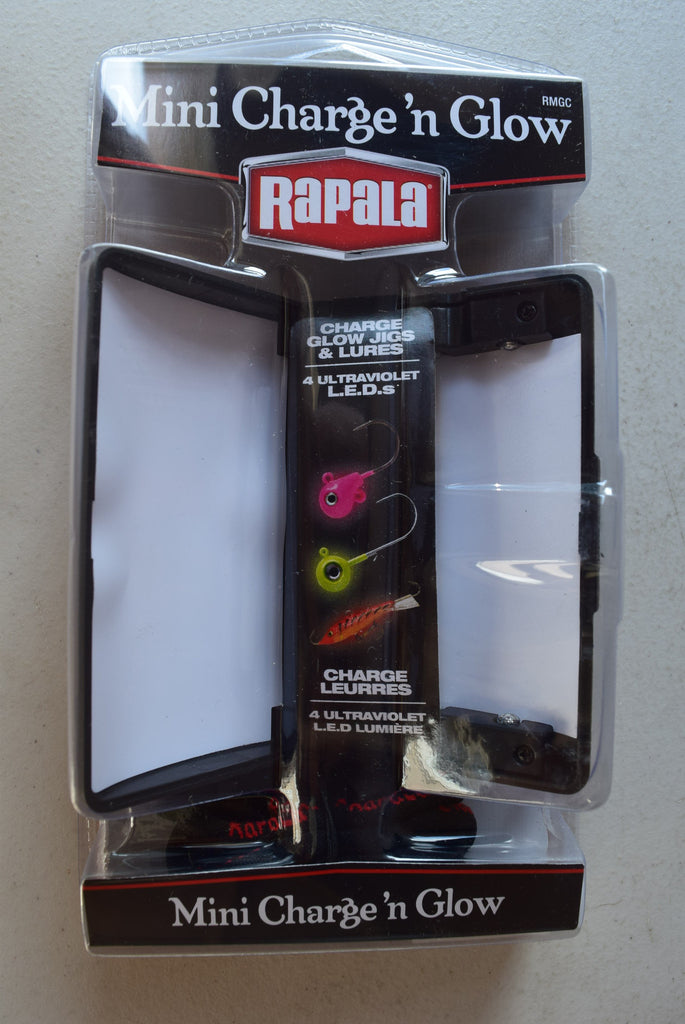 Mini Charge 'n Glow
RMGC
RAPALA
CHARGE
GLOW JIGS
& LURES
4 ULTRAVIOLET
L.E.D.s
CHARGE
LEURRES
4 ULTRAVIOLET
L.E.D LUMIÈRE
Mini Charge 'n Glow